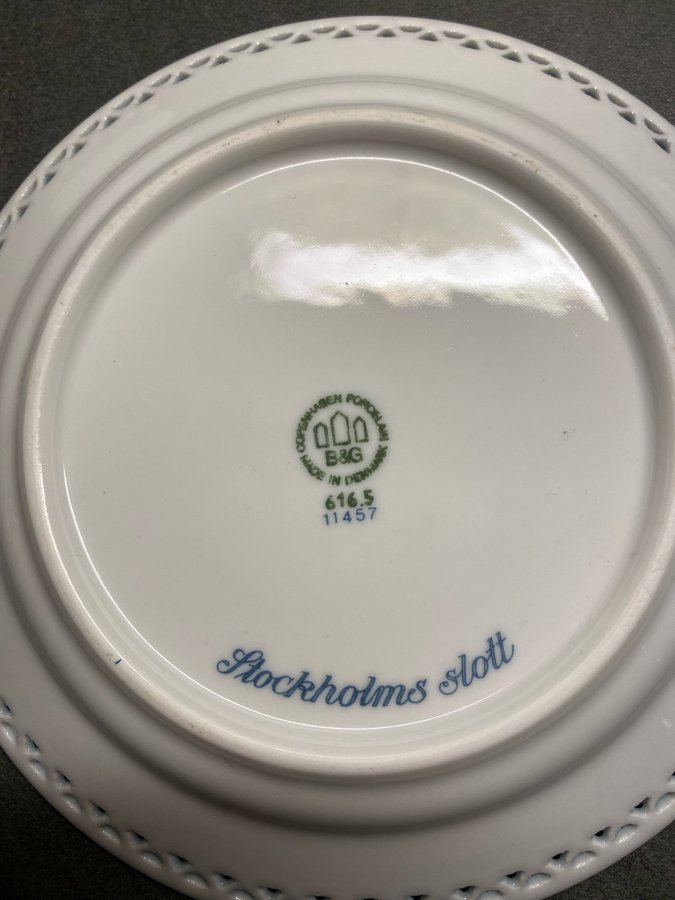 COPENHAGEN PORCELAIN
B&G
MADE IN DENMARK
616.5
11457
Stockholms slott